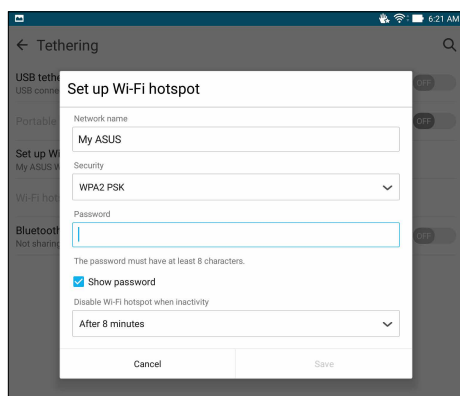 6:21 AM
Tethering
USB tethe
USB conne
OFF
Set up Wi-Fi hotspot
Portable
OFF
Network name
My ASUS
Set up Wi
My ASUS W
Security
WPA2 PSK
Wi-Fi hot
Password
Bluetooth
Not sharing
OFF
The password must have at least 8 characters.
Show password
Disable Wi-Fi hotspot when inactivity
After 8 minutes
Cancel
Save